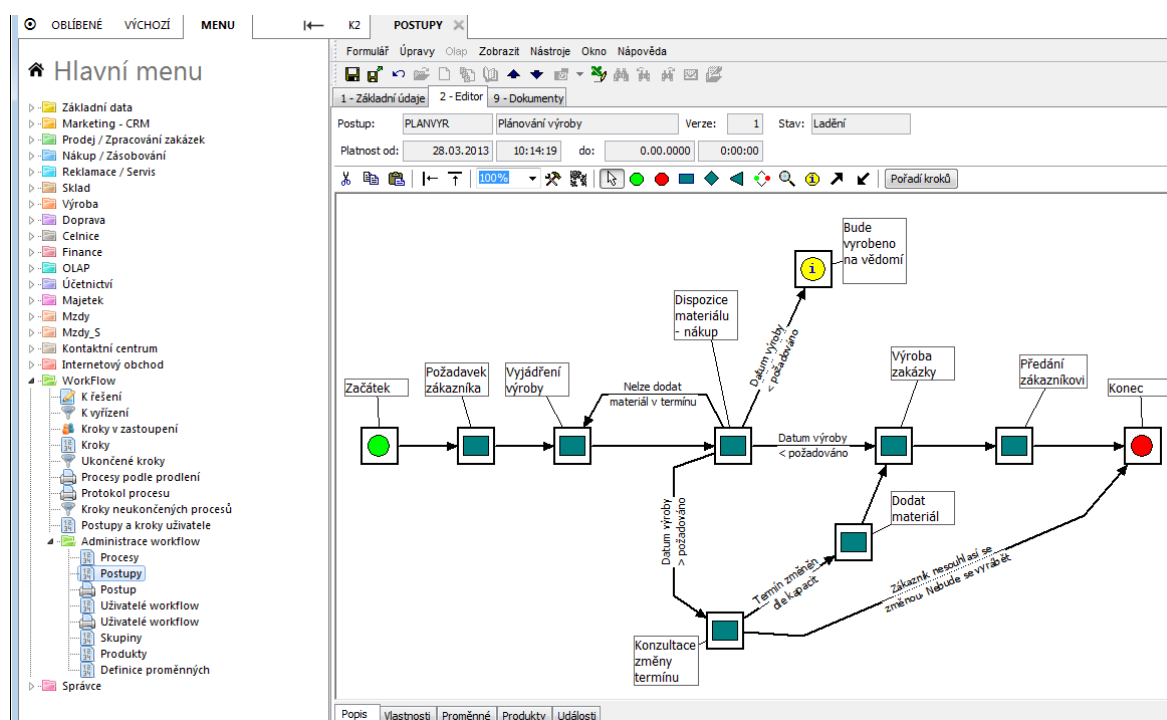 OBLÍBENÉ VÝCHOZÍ MENU K2 POSTUPY
Formulář Úpravy Olap Zobrazit Nástroje Okno Nápověda
Hlavní menu
Základní data
Marketing - CRM
Prodej / Zpracování zakázek
Nákup / Zásobování
Reklamace / Servis
Sklad
Výroba
Doprava
Celnice
Finance
OLAP
Účetnictví
Majetek
Mzdy
Mzdy_S
Kontaktní centrum
Internetový obchod
WorkFlow
K řešení
K vyřízení
Kroky v zastoupení
Kroky
Ukončené kroky
Procesy podle prodlení
Protokol procesu
Kroky neukončených procesů
Postupy a kroky uživatele
Administrace workflow
Procesy
Postupy
Postup
Uživatelé workflow
Uživatelé workflow
Skupiny
Produkty
Definice proměnných
Správce
1 - Základní údaje 2 - Editor 9 - Dokumenty
Postup: PLANVYR Plánování výroby Verze: 1 Stav: Ladění
Platnost od: 28.03.2013 10:14:19 do: 0.00.0000 0:00:00
100% Pořadí kroků
Bude
vyrobeno
na vědomí
i
Dispozice
materiálu
- nákup
Datum výroby
< požadováno
Začátek
Požadavek
zákazníka
Vyjádření
výroby
Nelze dodat
materiál v termínu
Výroba
zakázky
Předání
zákazníkovi
Konec
Datum výroby
< požadováno
Datum výroby
> požadováno
Dodat
materiál
Termín změněn
dle kapacit
Zákazník nesouhlasí se
změnou. Nebude se vyrábět
Konzultace
změny
termínu
Popis Vlastnosti Proměnné Produkty Události